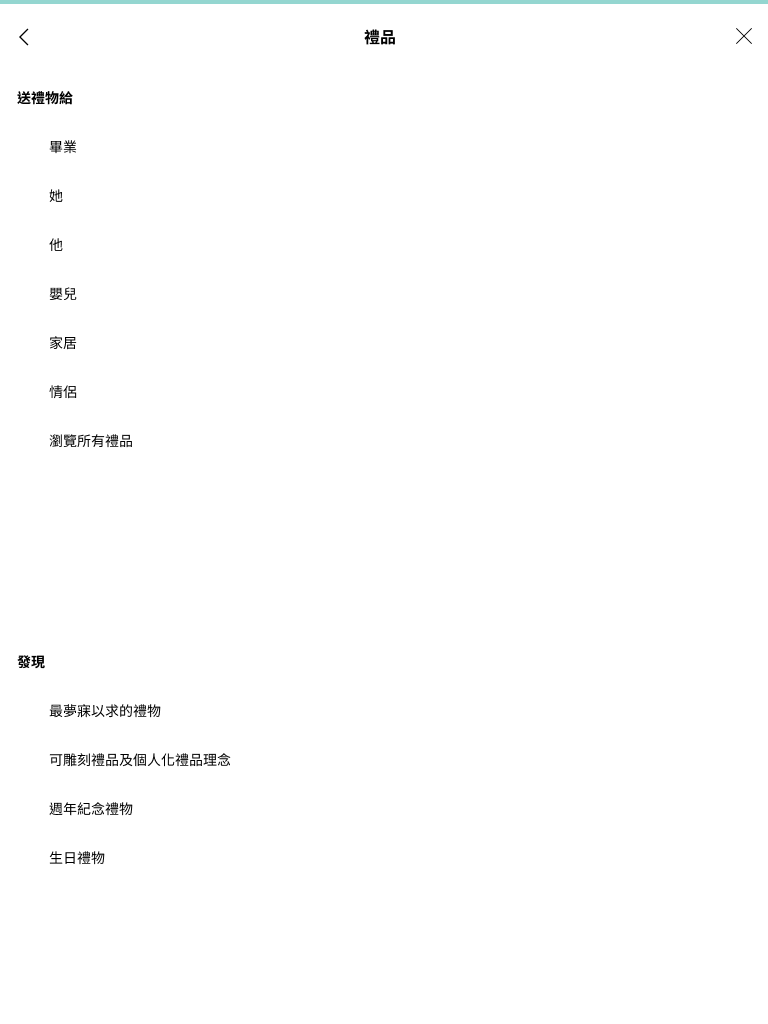 禮品
送禮物給
畢業
她
他
嬰兒
家居
情侶
瀏覽所有禮品
發現
最夢寐以求的禮物
可雕刻禮品及個人化禮品理念
週年紀念禮物
生日禮物